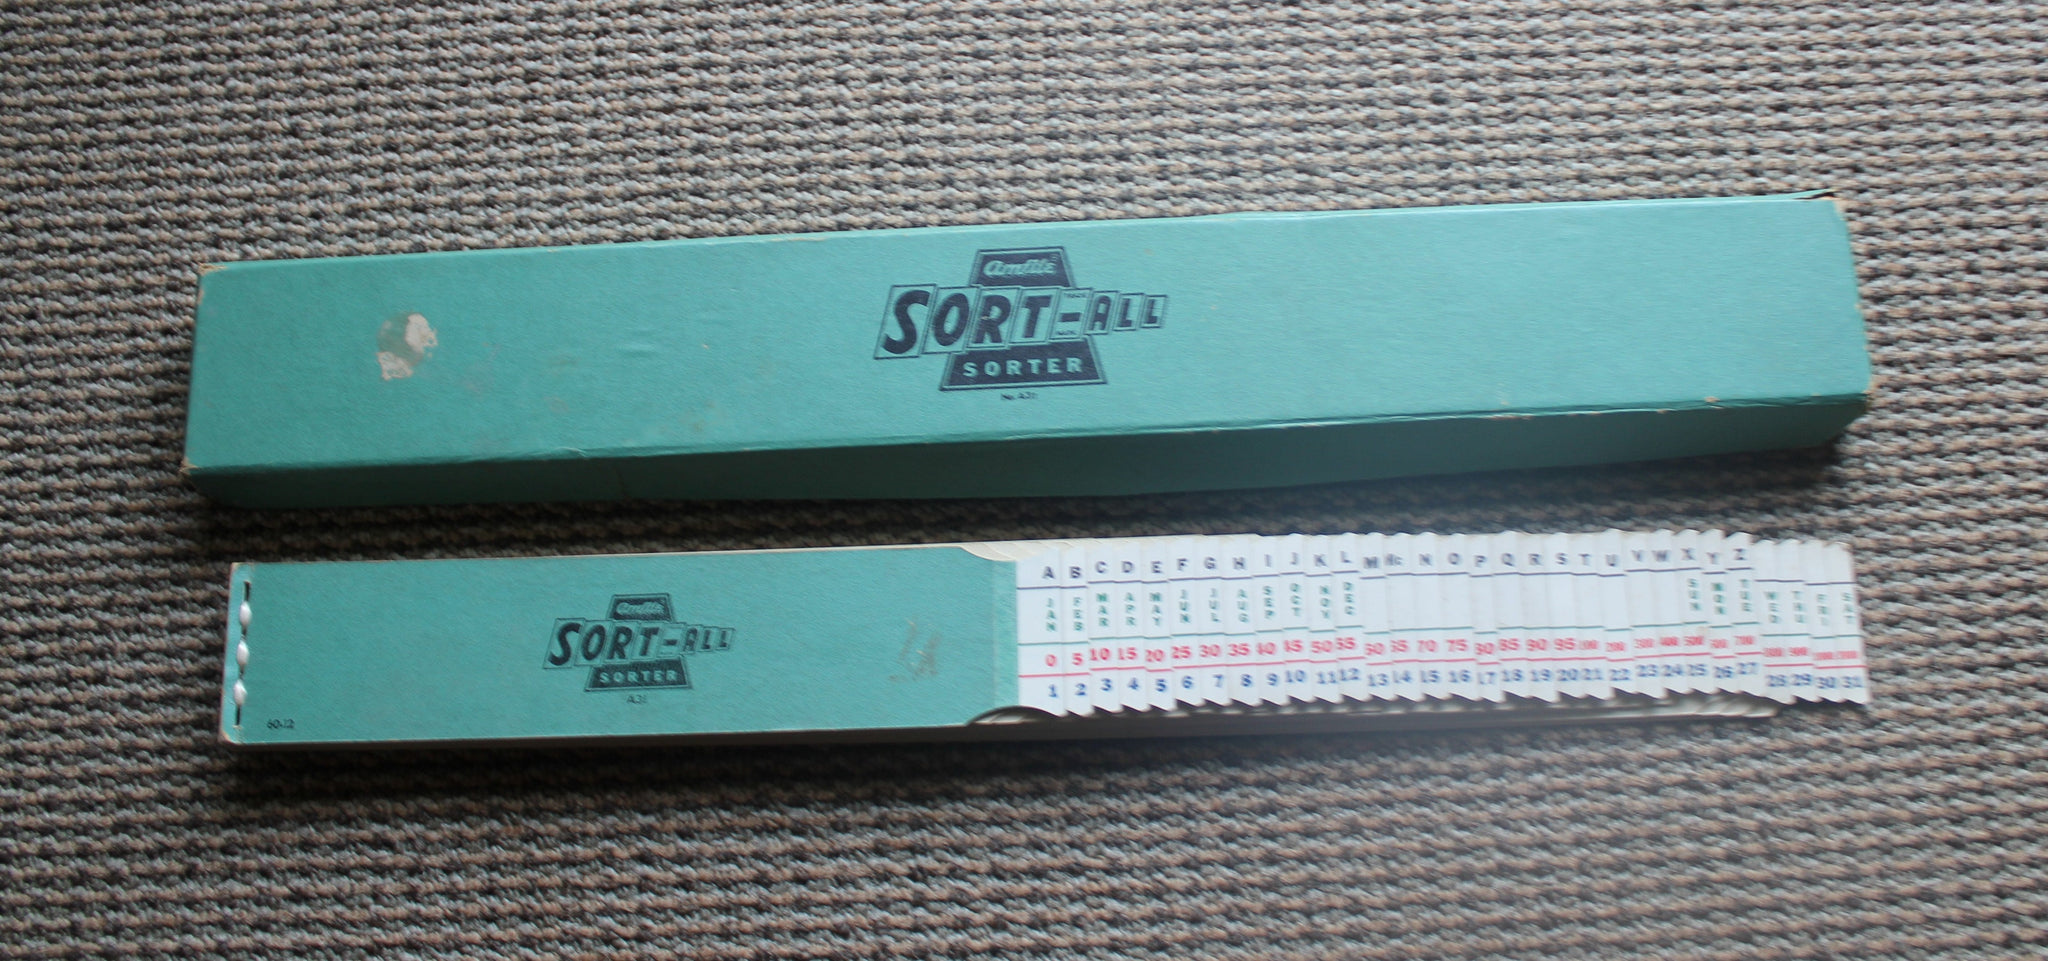 Amfile
SORT-ALL
SORTER
No. A31
Amfile
SORT-ALL
SORTER
A31
60-12
A B C D E F G H I J K L M Mc N O P Q R S T U V W X Y Z
JAN FEB MAR APR MAY JUN JUL AUG SEP OCT NOV DEC SUN MON TUE WED THU FRI SAT
0 5 10 15 20 25 30 35 40 45 50 55 60 65 70 75 80 85 90 95 100 200 300 400 500 600 700 800 900
1 2 3 4 5 6 7 8 9 10 11 12 13 14 15 16 17 18 19 20 21 22 23 24 25 26 27 28 29 30 31